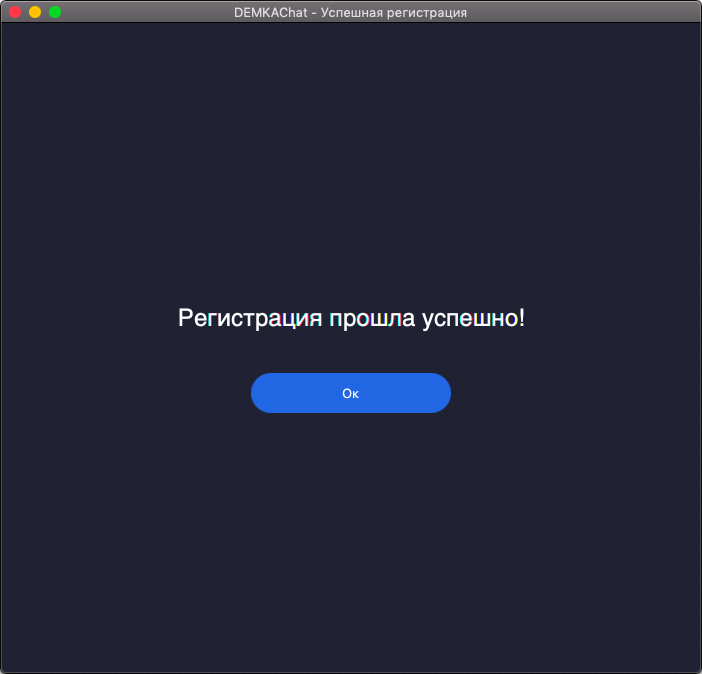 DEMKAChat - Успешная регистрация
Регистрация прошла успешно!
Ок